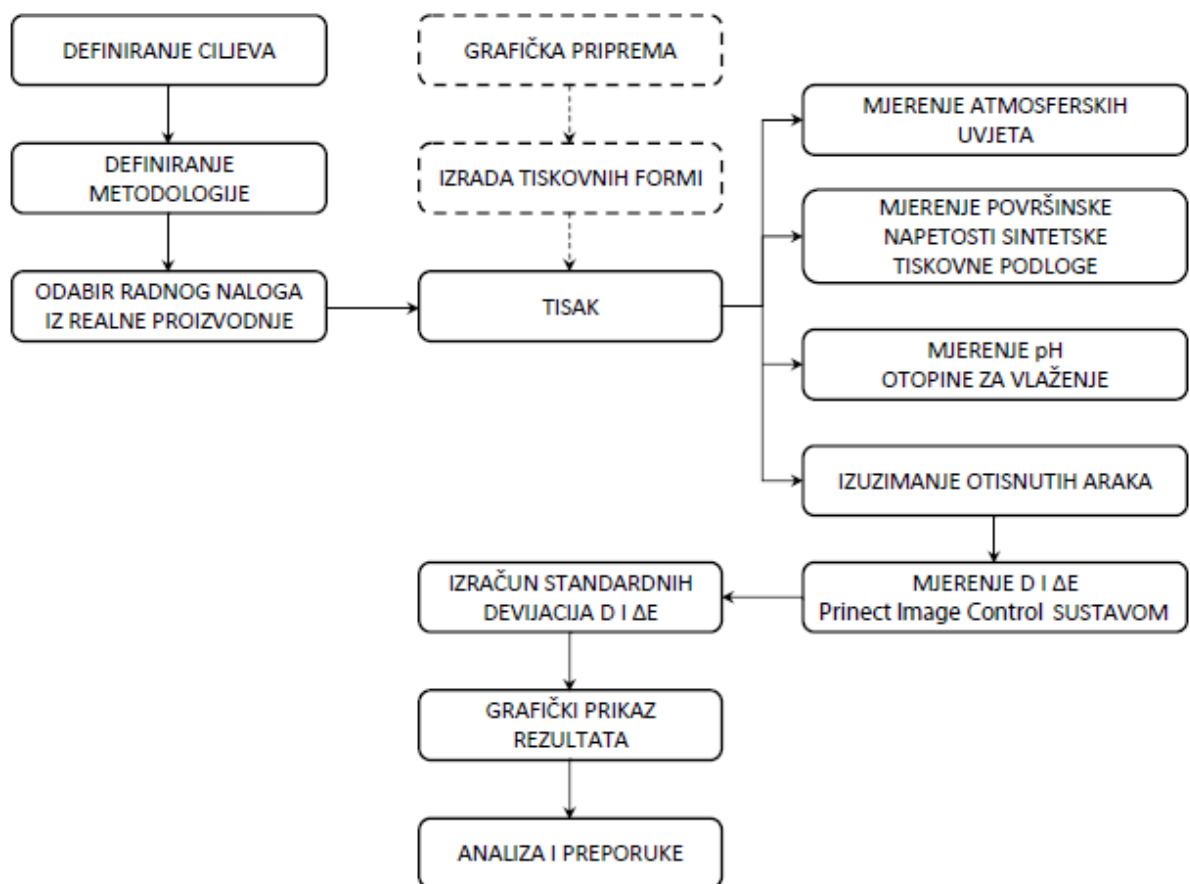 DEFINIRANJE CILJEVA
GRAFIČKA PRIPREMA
MJERENJE ATMOSFERSKIH
UVJETA
DEFINIRANJE
METODOLOGIJE
IZRADA TISKOVNIH FORMI
MJERENJE POVRŠINSKE
NAPETOSTI SINTETSKE
TISKOVNE PODLOGE
ODABIR RADNOG NALOGA
IZ REALNE PROIZVODNJE
TISAK
MJERENJE pH
OTOPINE ZA VLAŽENJE
IZUZIMANJE OTISNUTIH ARAKA
IZRAČUN STANDARDNIH
DEVIJACIJA D I ΔE
MJERENJE D I ΔE
Prinect Image Control SUSTAVOM
GRAFIČKI PRIKAZ
REZULTATA
ANALIZA I PREPORUKE